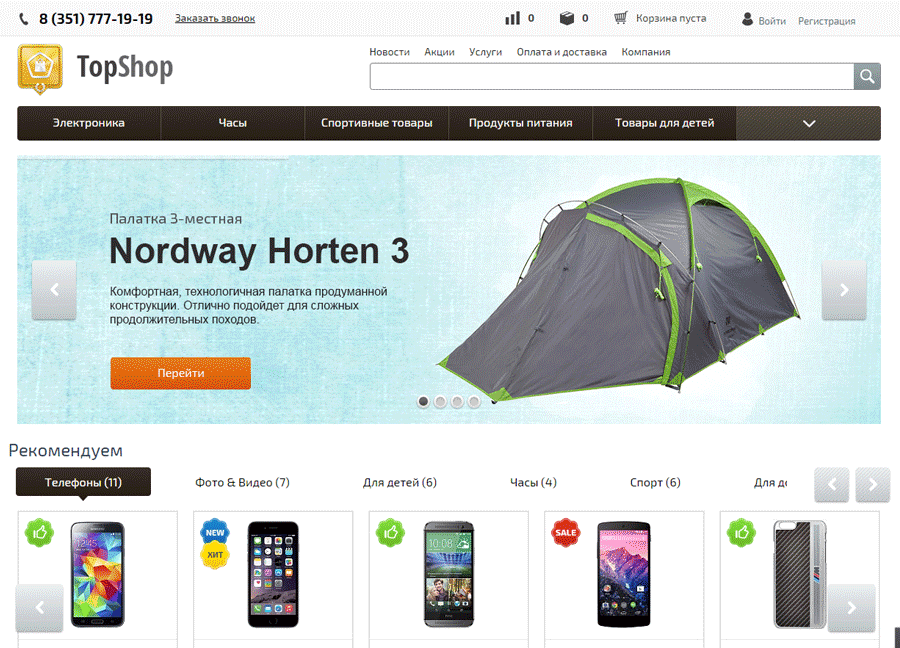 8 (351) 777-19-19
Заказать звонок
0
0
Корзина пуста
Войти
Регистрация
TopShop
Новости
Акции
Услуги
Оплата и доставка
Компания
Электроника
Часы
Спортивные товары
Продукты питания
Товары для детей
Палатка 3-местная
Nordway Horten 3
Комфортная, технологичная палатка продуманной
конструкции. Отлично подойдет для сложных
продолжительных походов.
Перейти
Рекомендуем
Телефоны (11)
Фото & Видео (7)
Для детей (6)
Часы (4)
Спорт (6)
Для де
NEW
ХИТ
SALE